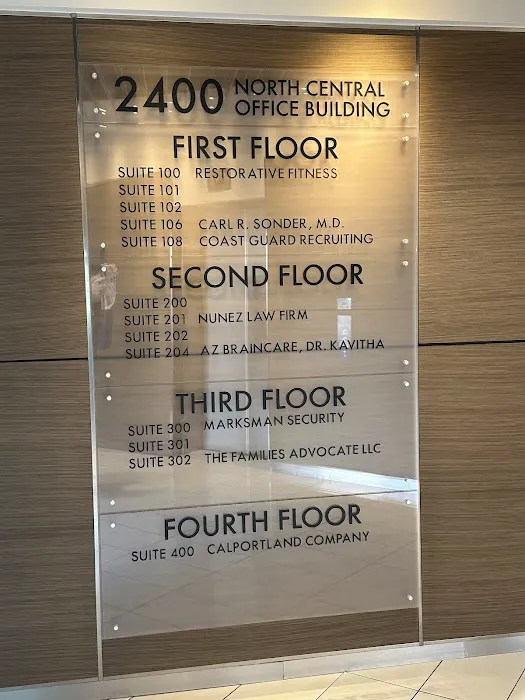 2400 NORTH CENTRAL
OFFICE BUILDING
FIRST FLOOR
SUITE 100 RESTORATIVE FITNESS
SUITE 101
SUITE 102
SUITE 106 CARL R. SONDER, M.D.
SUITE 108 COAST GUARD RECRUITING
SECOND FLOOR
SUITE 200
SUITE 201 NUNEZ LAW FIRM
SUITE 202
SUITE 204 AZ BRAINCARE, DR. KAVITHA
THIRD FLOOR
SUITE 300 MARKSMAN SECURITY
SUITE 301
SUITE 302 THE FAMILIES ADVOCATE LLC
FOURTH FLOOR
SUITE 400 CALPORTLAND COMPANY